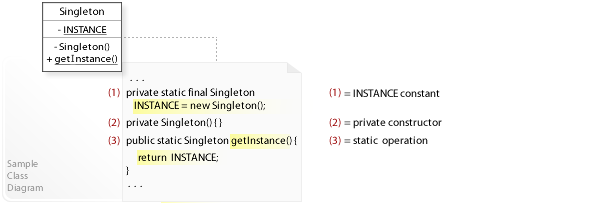 Singleton
- INSTANCE
- Singleton()
+ getInstance()
. . .
(1) private static final Singleton
INSTANCE = new Singleton();
(2) private Singleton() { }
(3) public static Singleton getInstance() {
return INSTANCE;
}
. . .
(1) = INSTANCE constant
(2) = private constructor
(3) = static operation
Sample
Class
Diagram